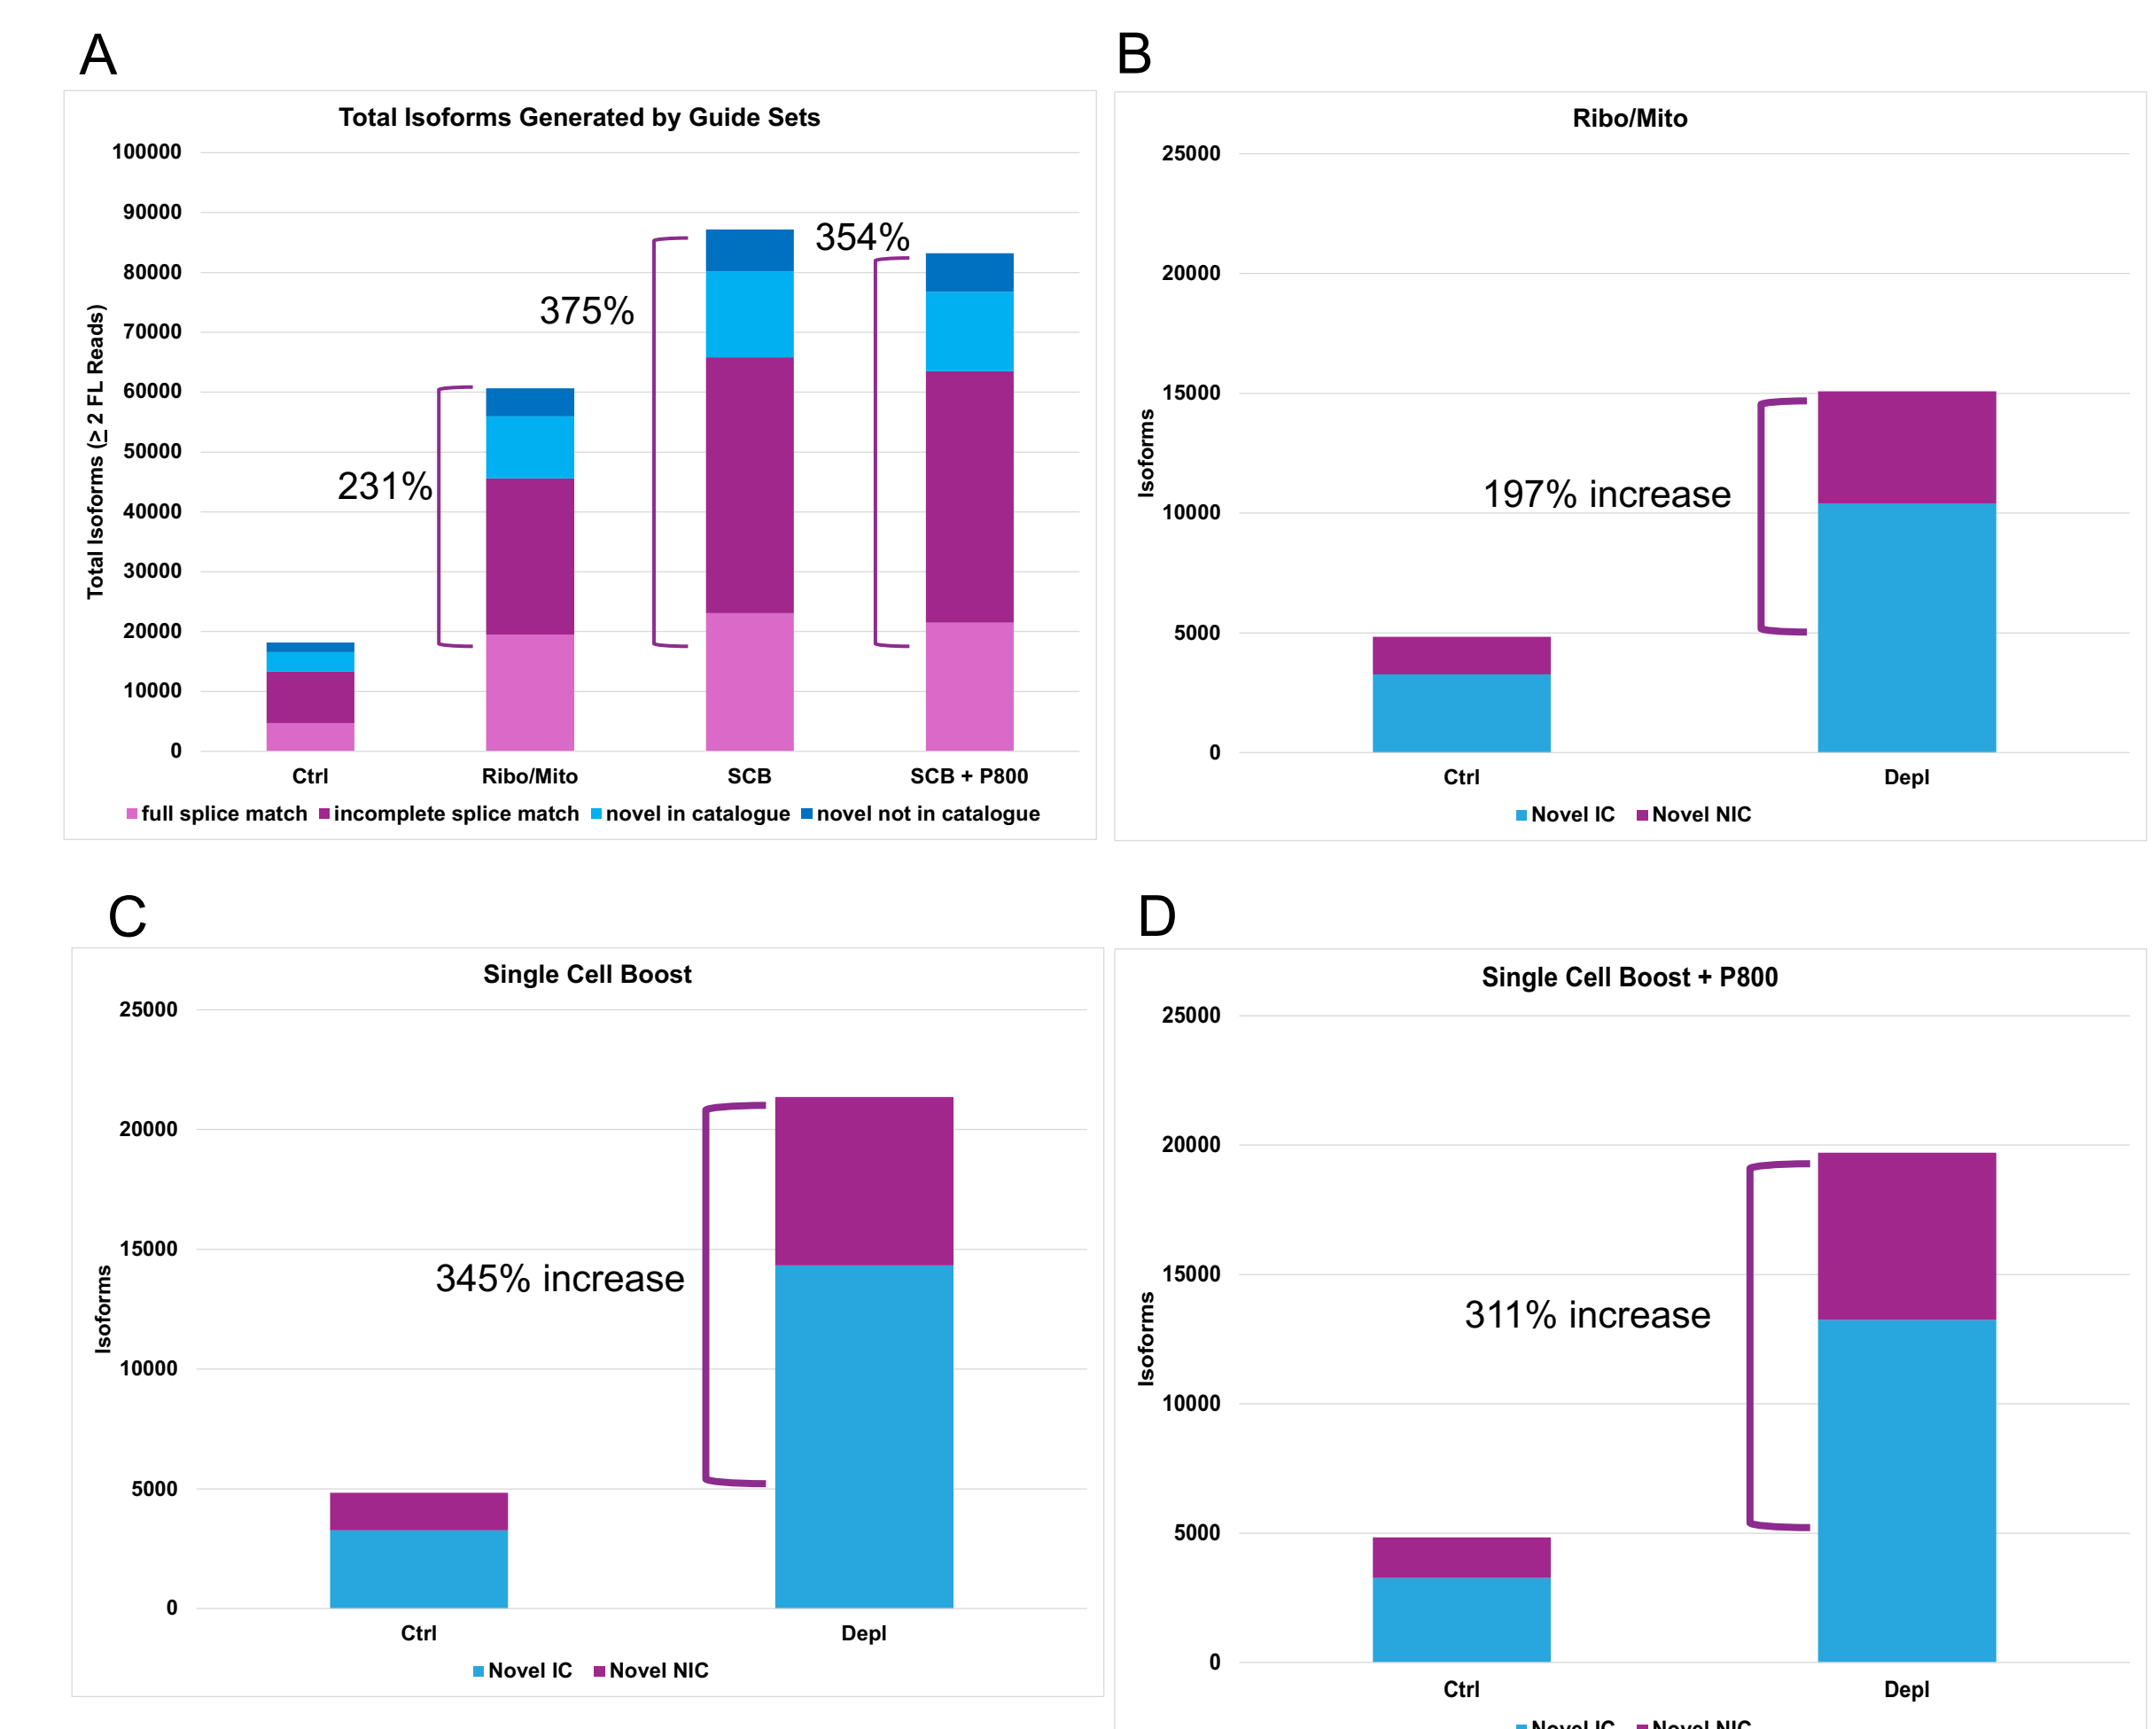 A
Total Isoforms Generated by Guide Sets
Total Isoforms (≥ 2 FL Reads)
100000
90000
80000
70000
60000
50000
40000
30000
20000
10000
0
231%
375%
354%
Ctrl Ribo/Mito SCB SCB + P800
full splice match incomplete splice match novel in catalogue novel not in catalogue
B
Ribo/Mito
Isoforms
25000
20000
15000
10000
5000
0
197% increase
Ctrl Depl
Novel IC Novel NIC
C
Single Cell Boost
Isoforms
25000
20000
15000
10000
5000
0
345% increase
Ctrl Depl
Novel IC Novel NIC
D
Single Cell Boost + P800
Isoforms
25000
20000
15000
10000
5000
0
311% increase
Ctrl Depl
Novel IC Novel NIC